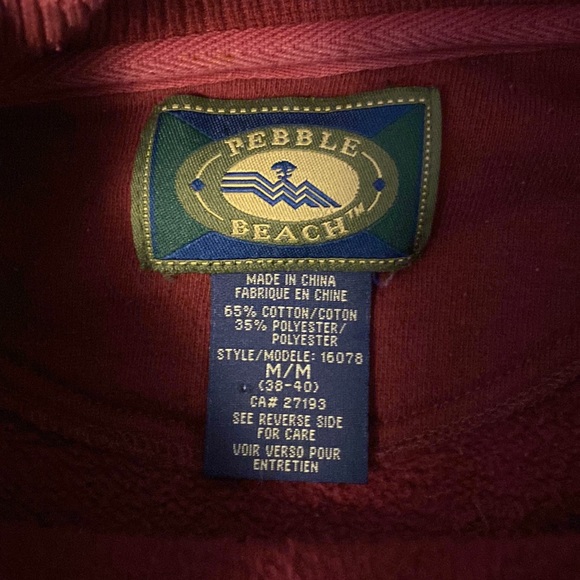 PEBBLE
BEACH™
MADE IN CHINA
FABRIQUE EN CHINE
65% COTTON/COTON
35% POLYESTER/
POLYESTER
STYLE/MODELE: 16078
M/M
(38-40)
CA# 27193
SEE REVERSE SIDE
FOR CARE
VOIR VERSO POUR
ENTRETIEN